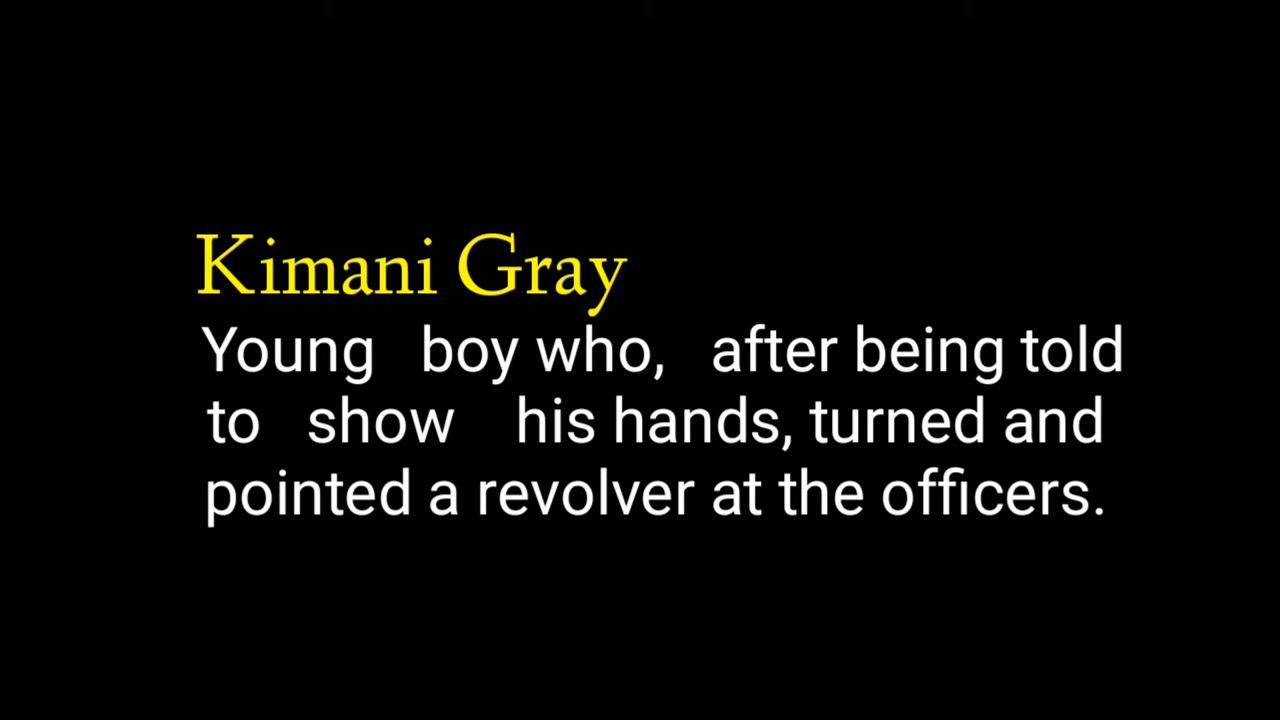 Kimani Gray
Young boy who, after being told
to show his hands, turned and
pointed a revolver at the officers.